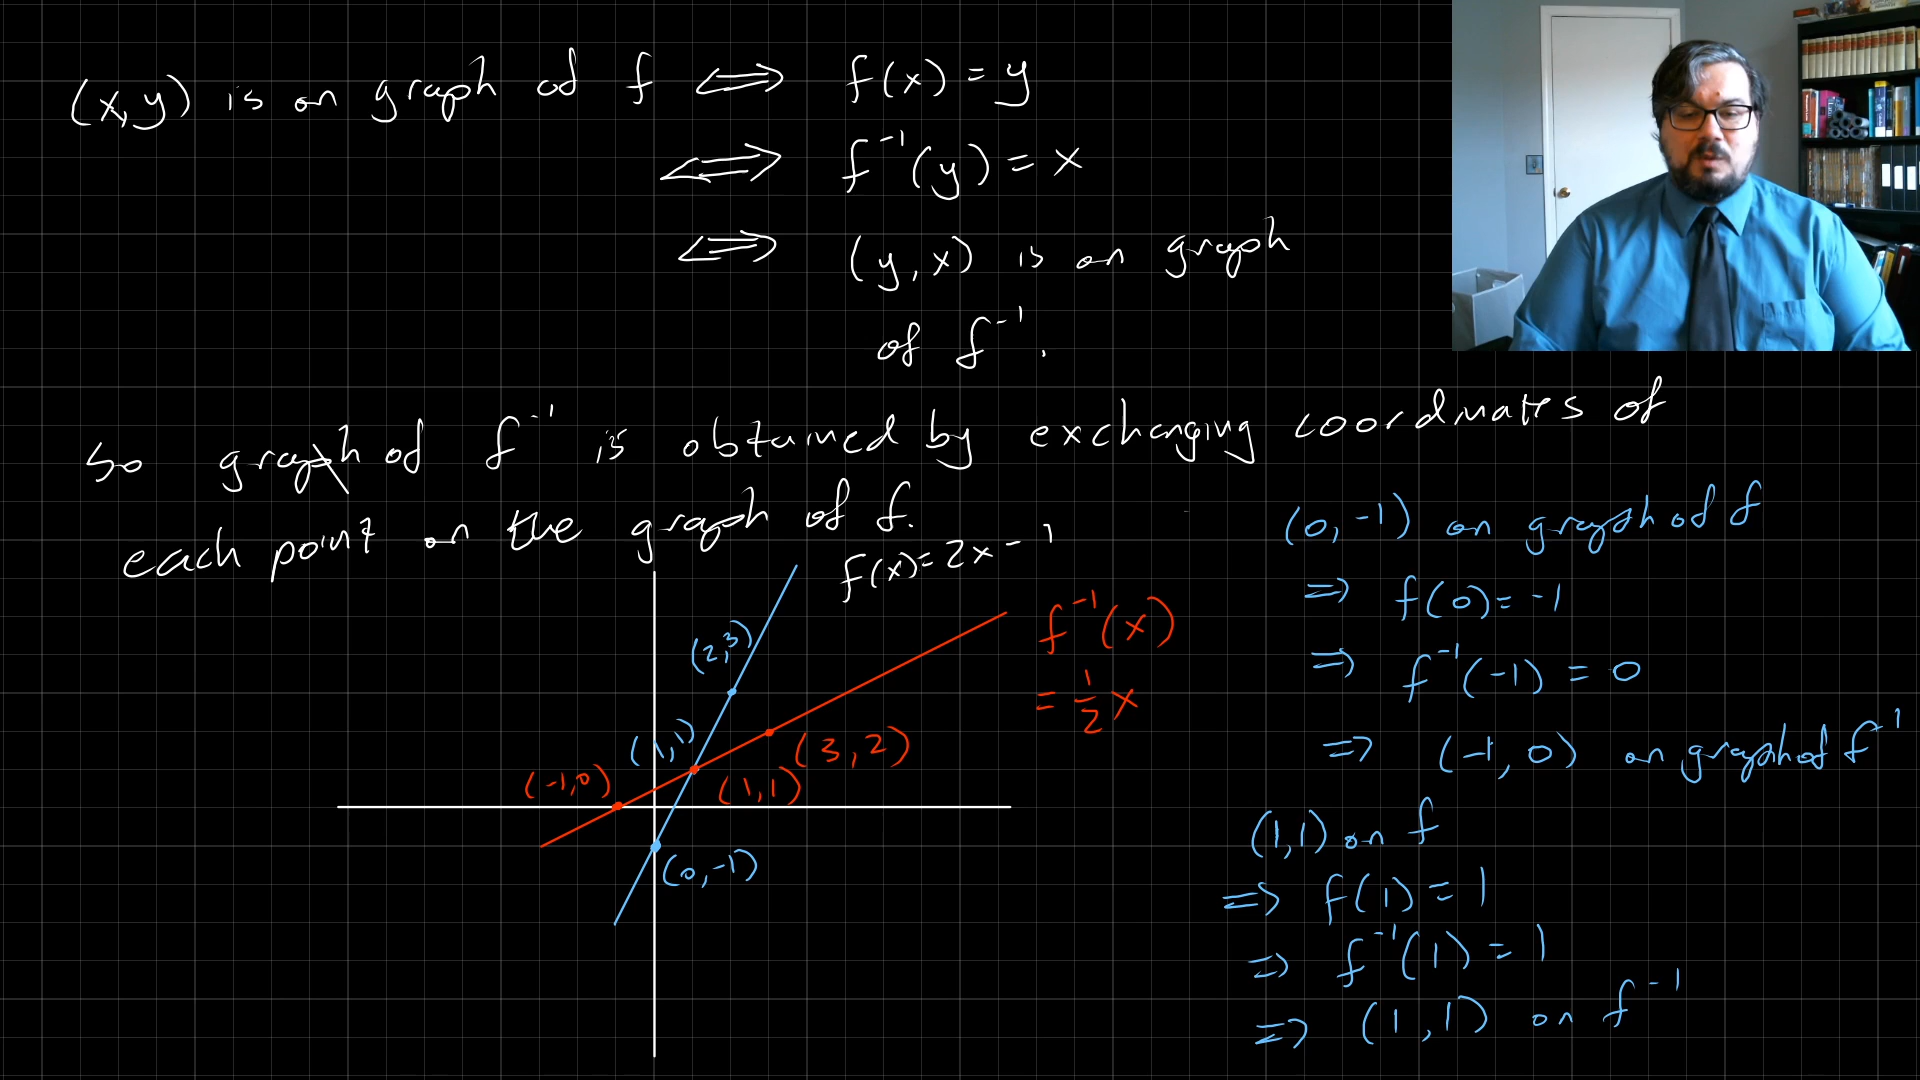 (x,y) is on graph of f ⟺ f(x) = y
⟺ f⁻¹(y) = x
⟺ (y,x) is on graph
of f⁻¹.
So graph of f⁻¹ is obtained by exchanging coordinates of
each point on the graph of f.
f(x)=2x-1
(2,3)
(1,1)
(-1,0)
(1,1)
(3,2)
(0,-1)
f⁻¹(x)
= 1/2 x
(0,-1) on graph of f
⇒ f(0)=-1
⇒ f⁻¹(-1) = 0
⇒ (-1,0) on graph of f⁻¹
(1,1) on f
⇒ f(1) = 1
⇒ f⁻¹(1) = 1
⇒ (1,1) on f⁻¹